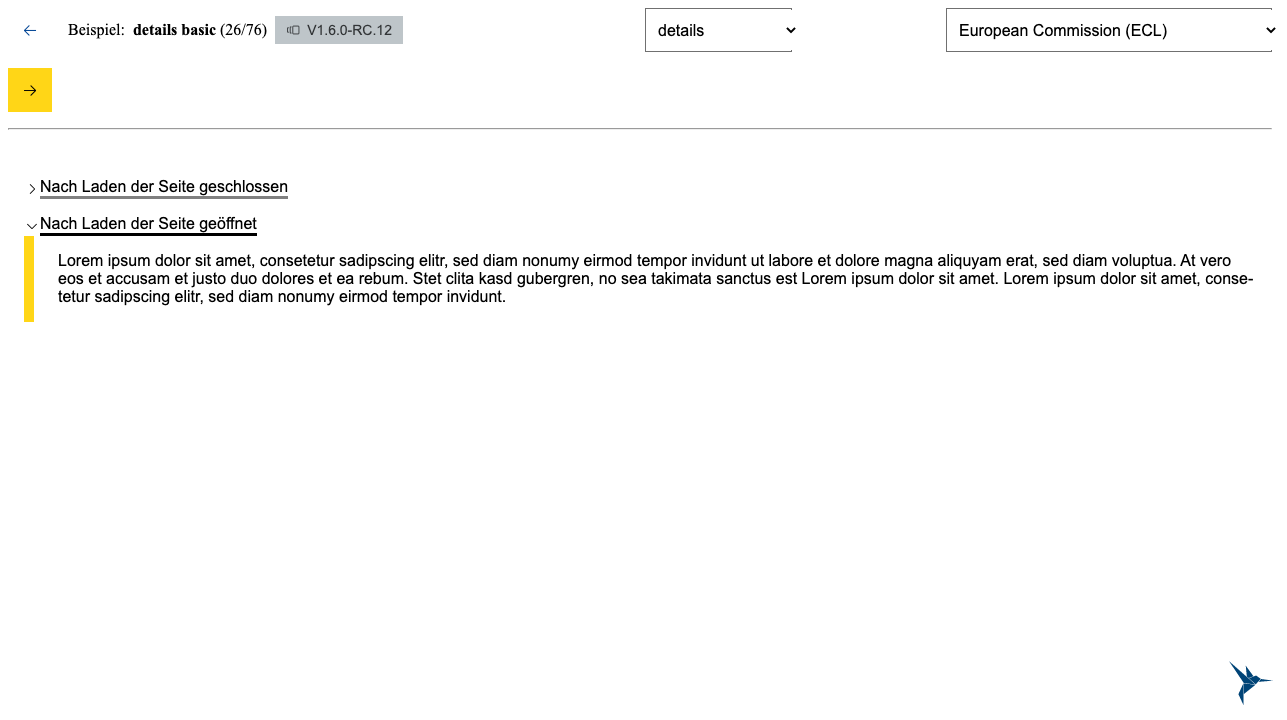 Beispiel: details basic (26/76) V1.6.0-RC.12 details European Commission (ECL)
Nach Laden der Seite geschlossen
Nach Laden der Seite geöffnet
Lorem ipsum dolor sit amet, consetetur sadipscing elitr, sed diam nonumy eirmod tempor invidunt ut labore et dolore magna aliquyam erat, sed diam voluptua. At vero
eos et accusam et justo duo dolores et ea rebum. Stet clita kasd gubergren, no sea takimata sanctus est Lorem ipsum dolor sit amet. Lorem ipsum dolor sit amet, conse-
tetur sadipscing elitr, sed diam nonumy eirmod tempor invidunt.